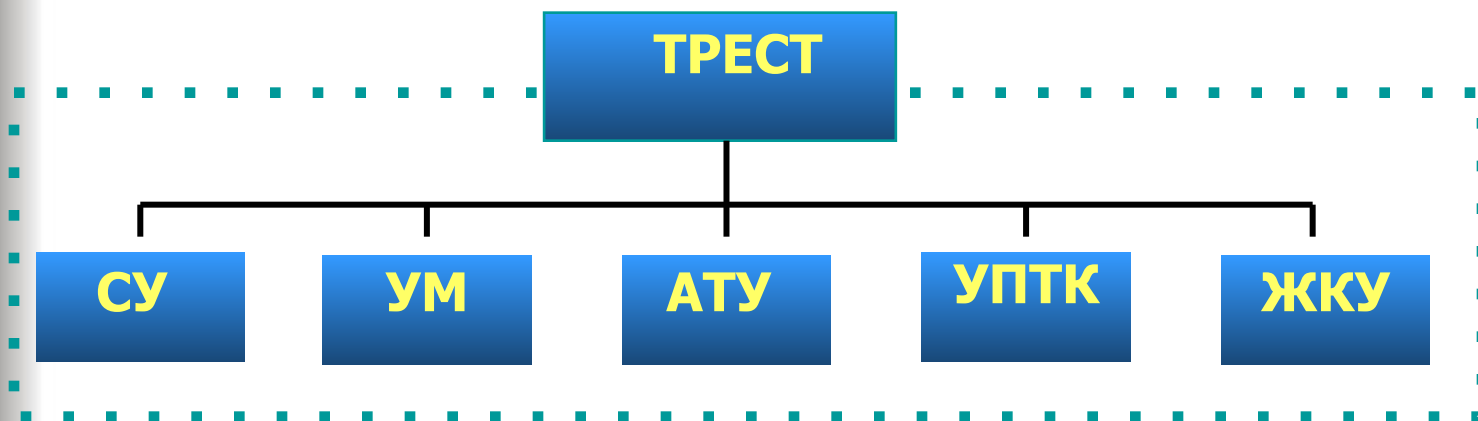 ТРЕСТ
СУ
УМ
АТУ
УПТК
ЖКУ